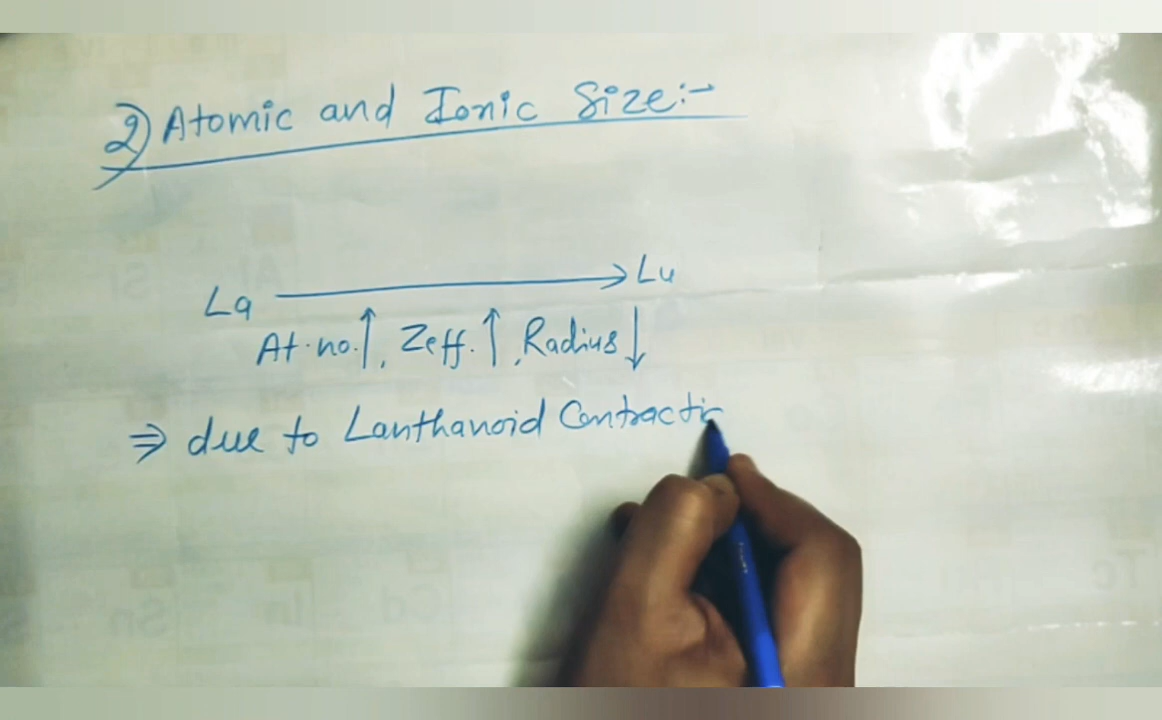 2) Atomic and Ionic Size:-
La ⟶ Lu
At. no. ↑, Zeff. ↑, Radius ↓
⇒ due to Lanthanoid Contractio